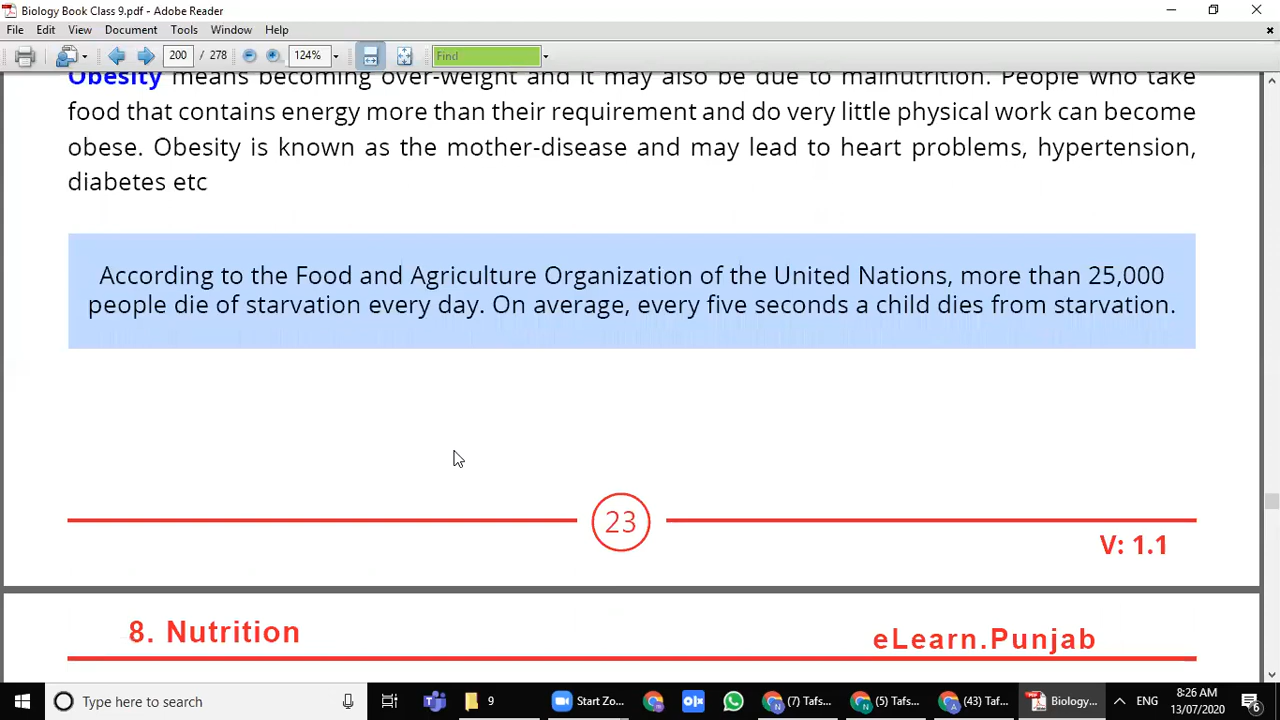 Biology Book Class 9.pdf - Adobe Reader
File Edit View Document Tools Window Help
200 / 278 124% Find
Obesity means becoming over-weight and it may also be due to malnutrition. People who take
food that contains energy more than their requirement and do very little physical work can become
obese. Obesity is known as the mother-disease and may lead to heart problems, hypertension,
diabetes etc
According to the Food and Agriculture Organization of the United Nations, more than 25,000
people die of starvation every day. On average, every five seconds a child dies from starvation.
23
V: 1.1
8. Nutrition eLearn.Punjab
Type here to search 9 Start Zo... (7) Tafs (5) Tafs (43) Taf... Biology... ENG 8:26 AM
13/07/2020 6